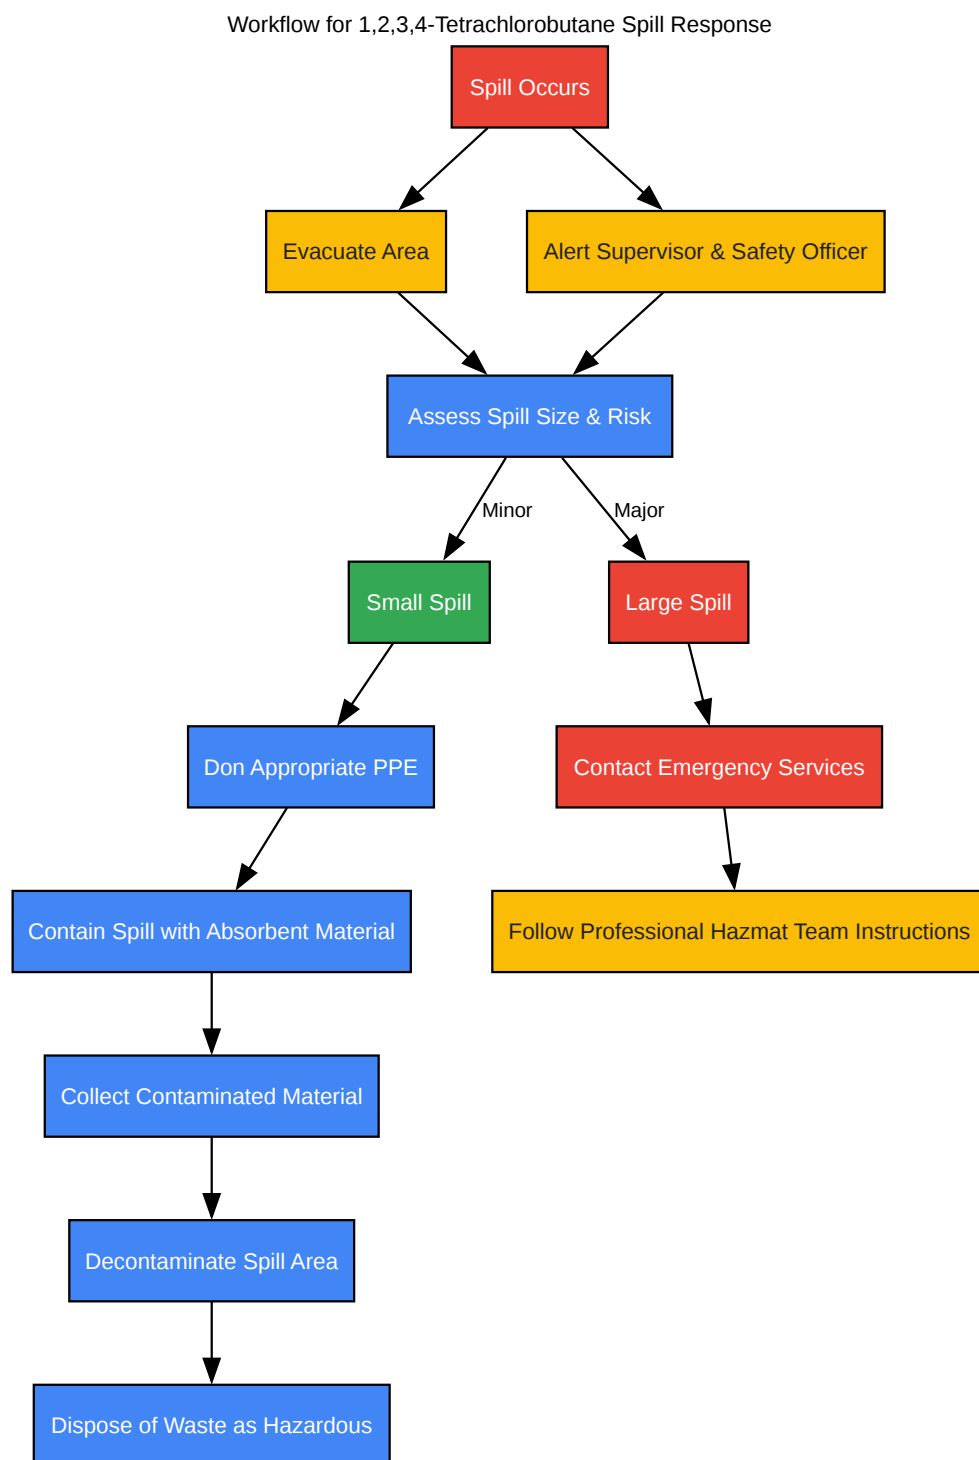 Workflow for 1,2,3,4-Tetrachlorobutane Spill Response
Spill Occurs
Evacuate Area
Alert Supervisor & Safety Officer
Assess Spill Size & Risk
Minor
Major
Small Spill
Large Spill
Don Appropriate PPE
Contact Emergency Services
Contain Spill with Absorbent Material
Follow Professional Hazmat Team Instructions
Collect Contaminated Material
Decontaminate Spill Area
Dispose of Waste as Hazardous